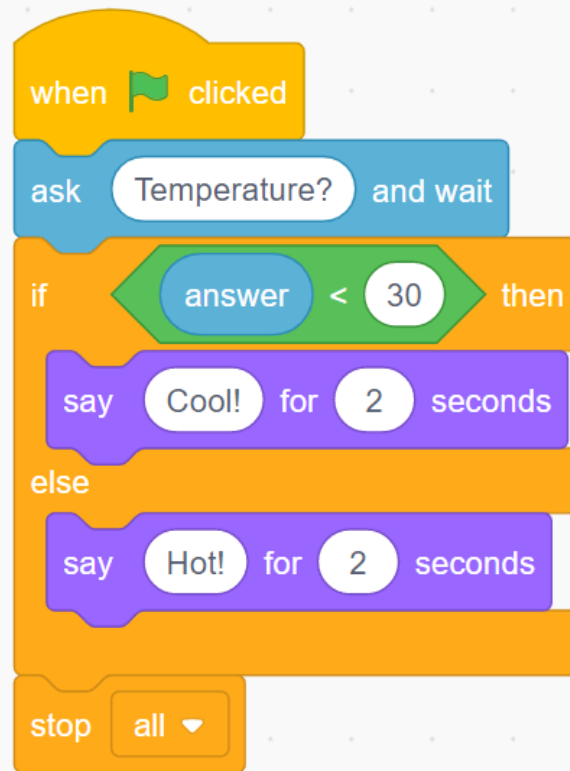 when clicked
ask Temperature? and wait
if answer < 30 then
say Cool! for 2 seconds
else
say Hot! for 2 seconds
stop all